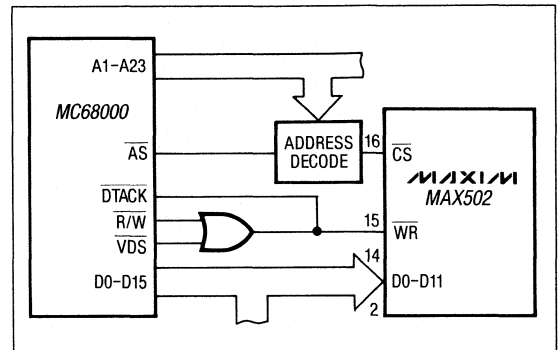 A1-A23
MC68000
AS
ADDRESS
DECODE
16
CS
MAXIM
MAX502
DTACK
R/W
VDS
15
WR
14
D0-D15
D0-D11
2